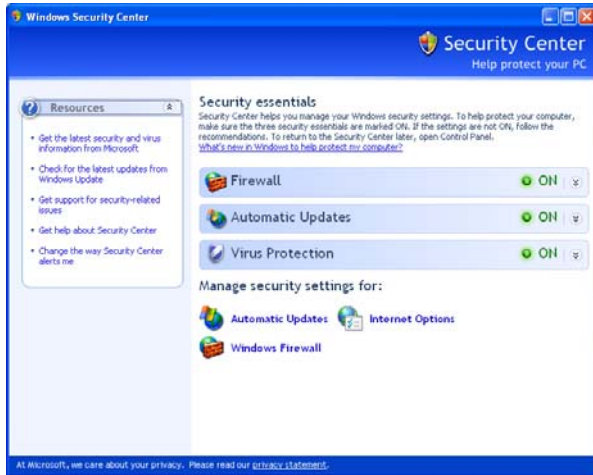 Windows Security Center
Security Center
Help protect your PC
Resources
Get the latest security and virus
information from Microsoft
Check for the latest updates from
Windows Update
Get support for security-related
issues
Get help about Security Center
Change the way Security Center
alerts me
Security essentials
Security Center helps you manage your Windows security settings. To help protect your computer,
make sure the three security essentials are marked ON. If the settings are not ON, follow the
recommendations. To return to the Security Center later, open Control Panel.
What's new in Windows to help protect my computer?
Firewall ON
Automatic Updates ON
Virus Protection ON
Manage security settings for:
Automatic Updates Internet Options
Windows Firewall
At Microsoft, we care about your privacy. Please read our privacy statement.